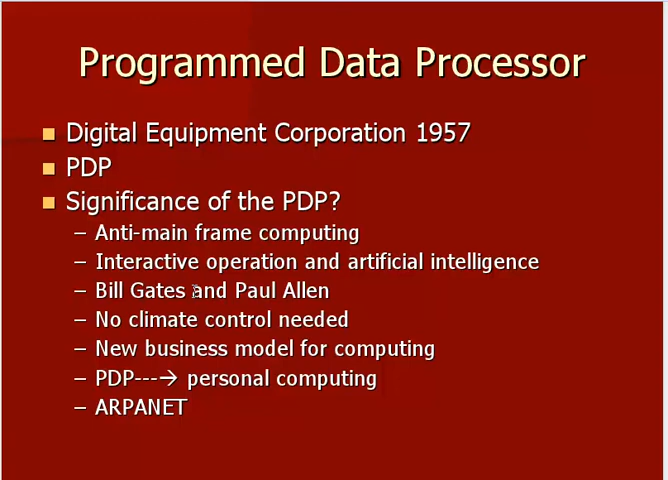 Programmed Data Processor
Digital Equipment Corporation 1957
PDP
Significance of the PDP?
– Anti-main frame computing
– Interactive operation and artificial intelligence
– Bill Gates and Paul Allen
– No climate control needed
– New business model for computing
– PDP---→ personal computing
– ARPANET